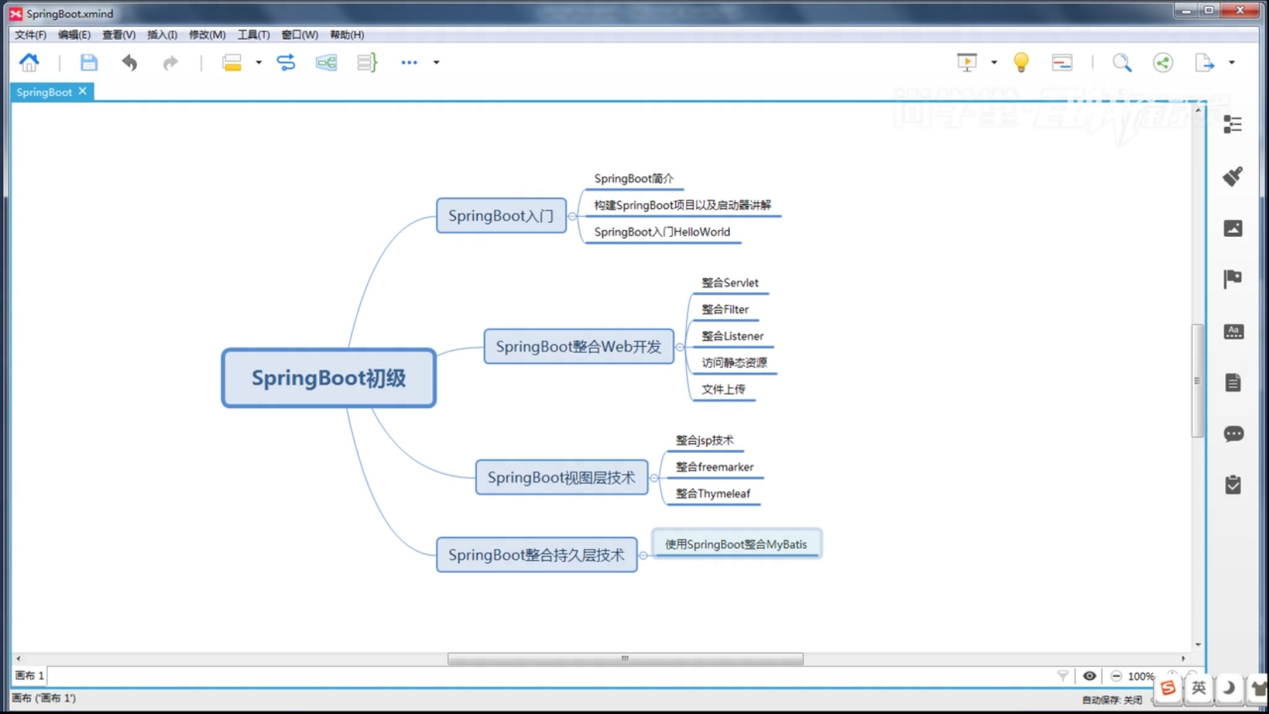 SpringBoot.xmind
文件(F) 编辑(E) 查看(V) 插入(I) 修改(M) 工具(T) 窗口(W) 帮助(H)
SpringBoot
SpringBoot初级
SpringBoot入门
SpringBoot简介
构建SpringBoot项目以及启动器讲解
SpringBoot入门HelloWorld
SpringBoot整合Web开发
整合Servlet
整合Filter
整合Listener
访问静态资源
文件上传
SpringBoot视图层技术
整合jsp技术
整合freemarker
整合Thymeleaf
SpringBoot整合持久层技术
使用SpringBoot整合MyBatis
Aa
画布 1
100%
画布 ('画布 1')
自动保存: 关闭
英